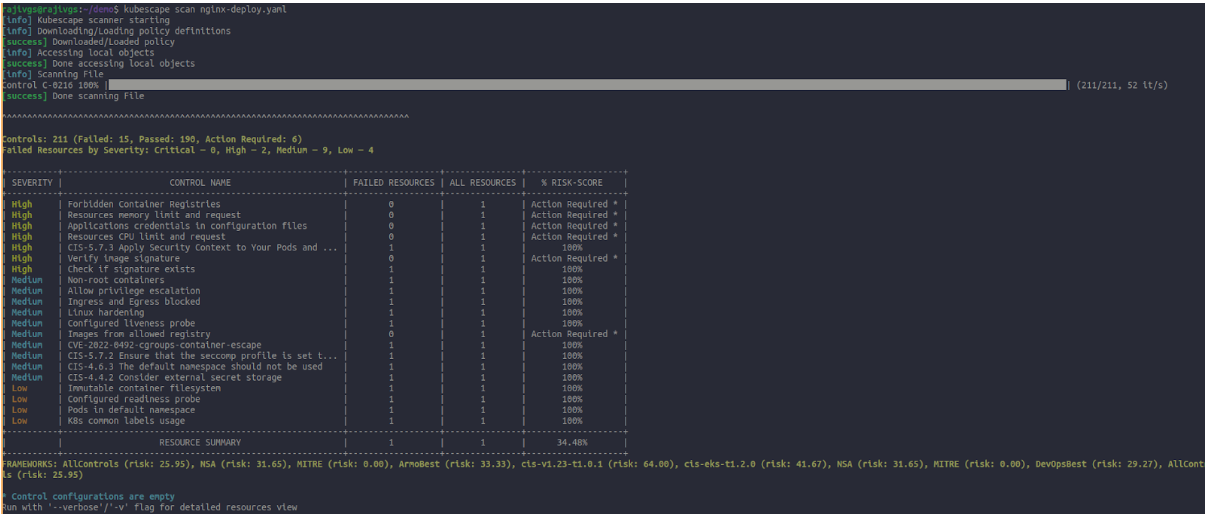 rajivgs@rajivgs:~/demo$ kubescape scan nginx-deploy.yaml
[info] Kubescape scanner starting
[info] Downloading/Loading policy definitions
[success] Downloaded/Loaded policy
[info] Accessing local objects
[success] Done accessing local objects
[info] Scanning File
Control C-0216 100% | | (211/211, 52 it/s)
[success] Done scanning File
^^^^^^^^^^^^^^^^^^^^^^^^^^^^^^^^^^^^^^^^^^^^^^^^^^^^^^^^^^^^^^^^^^^^^^^^^^^^^^^^
Controls: 211 (Failed: 15, Passed: 190, Action Required: 6)
Failed Resources by Severity: Critical — 0, High — 2, Medium — 9, Low — 4
| SEVERITY | CONTROL NAME | FAILED RESOURCES | ALL RESOURCES | % RISK-SCORE |
| High | Forbidden Container Registries | 0 | 1 | Action Required * |
| High | Resources memory limit and request | 0 | 1 | Action Required * |
| High | Applications credentials in configuration files | 0 | 1 | Action Required * |
| High | Resources CPU limit and request | 0 | 1 | Action Required * |
| High | CIS-5.7.3 Apply Security Context to Your Pods and ... | 1 | 1 | 100% |
| High | Verify image signature | 0 | 1 | Action Required * |
| High | Check if signature exists | 1 | 1 | 100% |
| Medium | Non-root containers | 1 | 1 | 100% |
| Medium | Allow privilege escalation | 1 | 1 | 100% |
| Medium | Ingress and Egress blocked | 1 | 1 | 100% |
| Medium | Linux hardening | 1 | 1 | 100% |
| Medium | Configured liveness probe | 1 | 1 | 100% |
| Medium | Images from allowed registry | 0 | 1 | Action Required * |
| Medium | CVE-2022-0492-cgroups-container-escape | 1 | 1 | 100% |
| Medium | CIS-5.7.2 Ensure that the seccomp profile is set t... | 1 | 1 | 100% |
| Medium | CIS-4.6.3 The default namespace should not be used | 1 | 1 | 100% |
| Medium | CIS-4.4.2 Consider external secret storage | 1 | 1 | 100% |
| Low | Immutable container filesystem | 1 | 1 | 100% |
| Low | Configured readiness probe | 1 | 1 | 100% |
| Low | Pods in default namespace | 1 | 1 | 100% |
| Low | K8s common labels usage | 1 | 1 | 100% |
| | RESOURCE SUMMARY | 1 | 1 | 34.48% |
FRAMEWORKS: AllControls (risk: 25.95), NSA (risk: 31.65), MITRE (risk: 0.00), ArmoBest (risk: 33.33), cis-v1.23-t1.0.1 (risk: 64.00), cis-eks-t1.2.0 (risk: 41.67), NSA (risk: 31.65), MITRE (risk: 0.00), DevOpsBest (risk: 29.27), AllContro
ls (risk: 25.95)
* Control configurations are empty
Run with '--verbose'/'-v' flag for detailed resources view